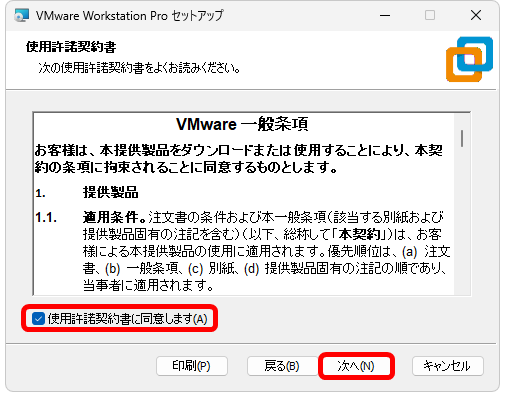 VMware Workstation Pro セットアップ
使用許諾契約書
次の使用許諾契約書をよくお読みください。
VMware 一般条項
お客様は、本提供製品をダウンロードまたは使用することにより、本契
約の条項に拘束されることに同意するものとします。
1. 提供製品
1.1. 適用条件。注文書の条件および本一般条項(該当する別紙および
提供製品固有の注記を含む)(以下、総称して「本契約」)は、お客
様による本提供製品の使用に適用されます。優先順位は、(a) 注文
書、(b) 一般条項、(c) 別紙、(d) 提供製品固有の注記の順であり、
当事者に適用されます。
使用許諾契約書に同意します(A)
印刷(P) 戻る(B) 次へ(N) キャンセル